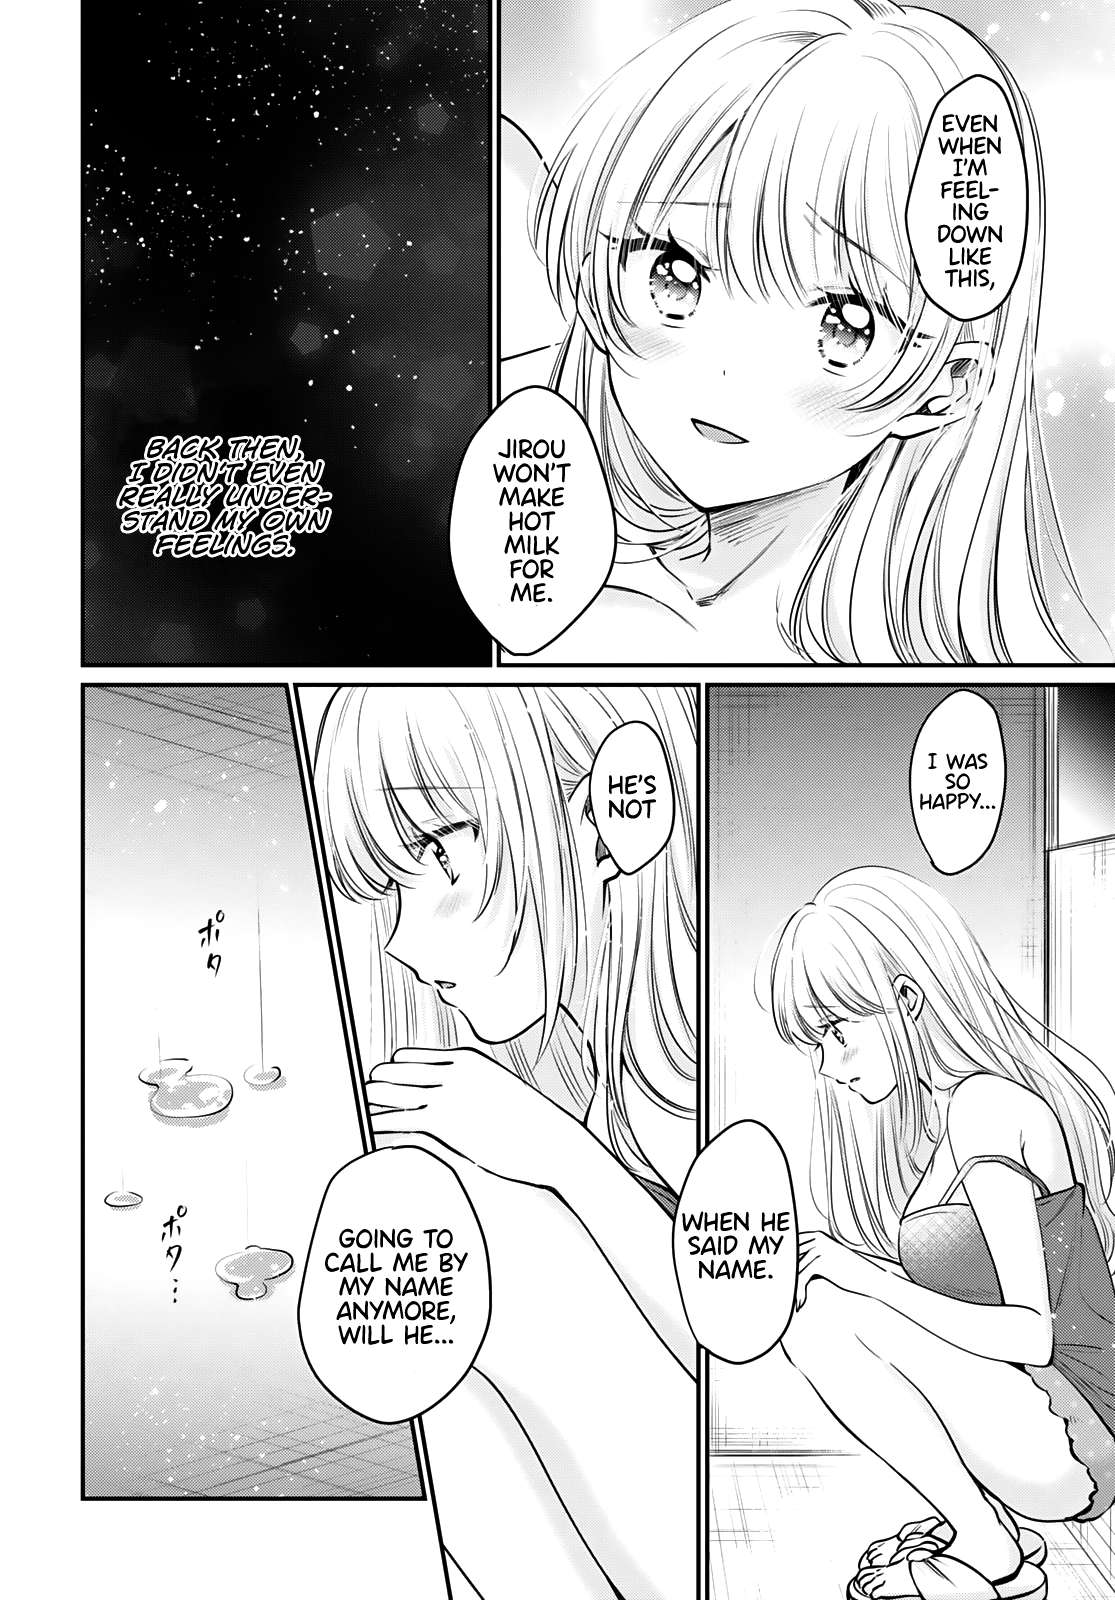 EVEN
WHEN
I'M
FEEL-
ING
DOWN
LIKE
THIS,
JIROU
WON'T
MAKE
HOT
MILK
FOR
ME.
BACK THEN,
I DIDN'T EVEN
REALLY UNDER-
STAND MY OWN
FEELINGS.
I WAS
SO
HAPPY...
WHEN HE
SAID MY
NAME.
HE'S
NOT
GOING TO
CALL ME BY
MY NAME
ANYMORE,
WILL HE...
ポタ
ポタ…